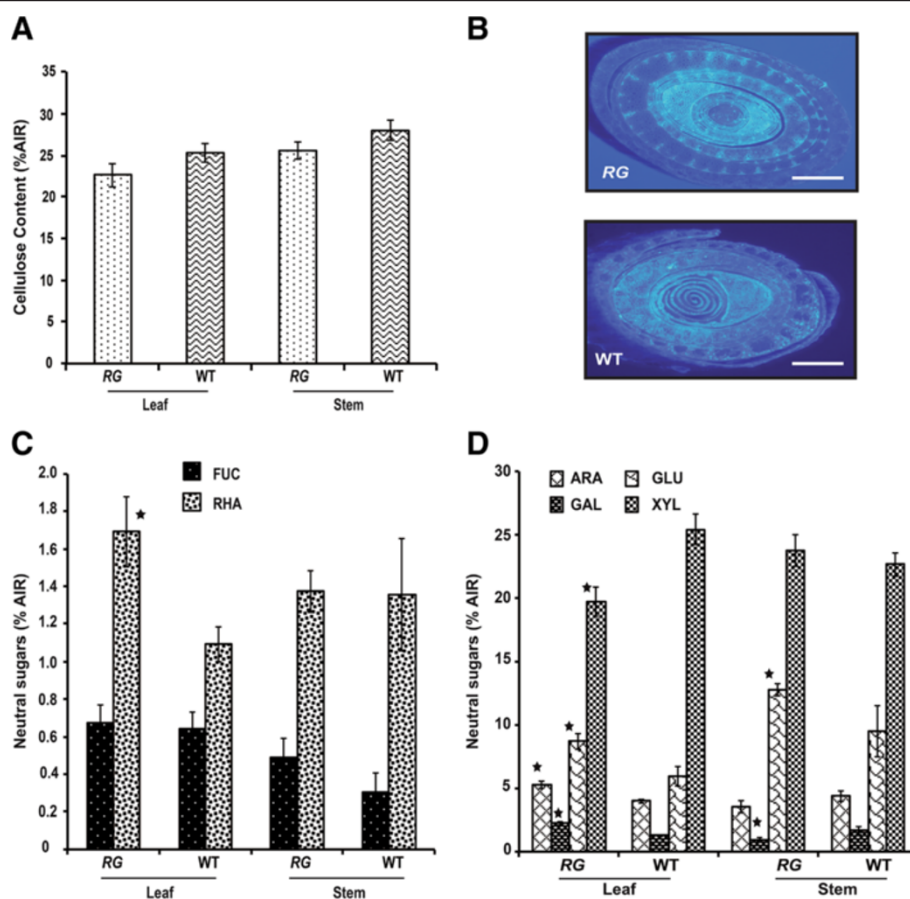 A
Cellulose Content (%AIR)
35
30
25
20
15
10
5
0
RG WT RG WT
Leaf Stem
B
RG
WT
C
FUC
RHA
Neutral sugars (% AIR)
2.0
1.8
1.6
1.4
1.2
1.0
0.8
0.6
0.4
0.2
0
RG WT RG WT
Leaf Stem
D
ARA GLU
GAL XYL
Neutral sugars (% AIR)
30
25
20
15
10
5
0
RG WT RG WT
Leaf Stem